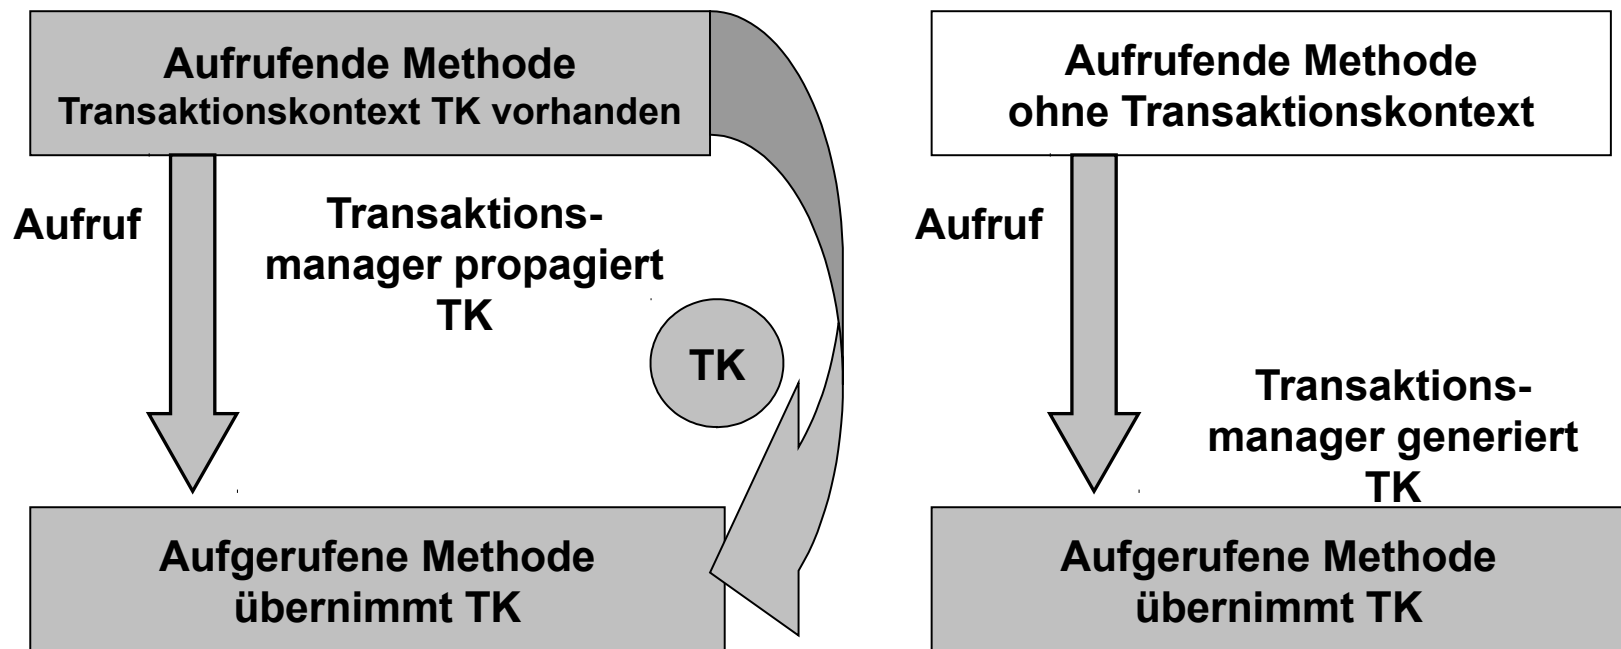 Aufrufende Methode
Transaktionskontext TK vorhanden
Aufruf
Transaktions-
manager propagiert
TK
TK
Aufgerufene Methode
übernimmt TK
Aufrufende Methode
ohne Transaktionskontext
Aufruf
Transaktions-
manager generiert
TK
Aufgerufene Methode
übernimmt TK